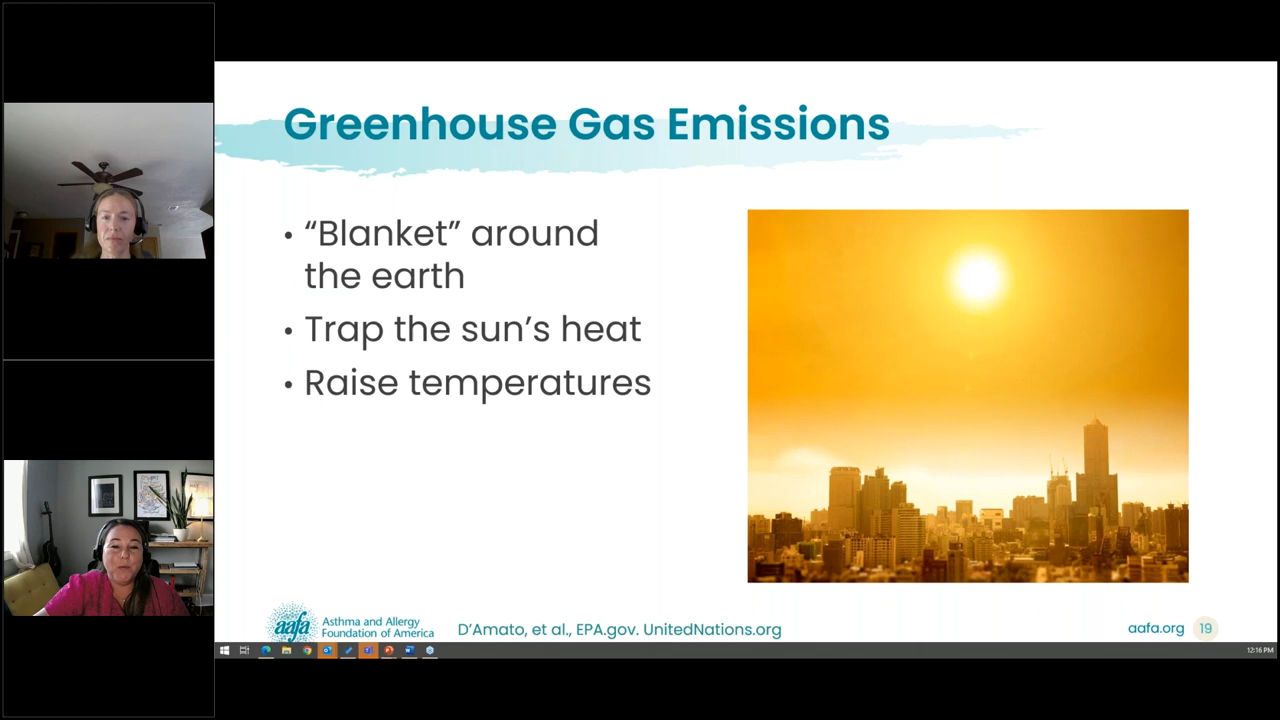 Greenhouse Gas Emissions
• “Blanket” around
the earth
• Trap the sun’s heat
• Raise temperatures
aafa
Asthma and Allergy
Foundation of America
D’Amato, et al., EPA.gov. UnitedNations.org
aafa.org 19
12:16 PM